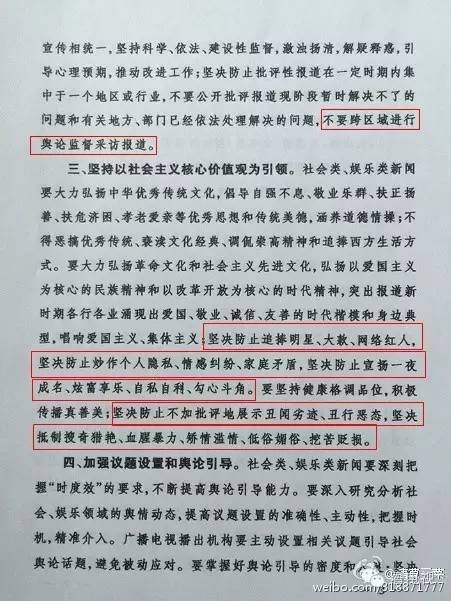 宣传相统一,坚持科学、依法、建设性监督,激浊扬清,解疑释惑,引
导心理预期,推动改进工作;坚决防止批评性报道在一定时期内集
中于一个地区或行业,不要公开批评报道现阶段暂时解决不了的
问题和有关地方、部门已经依法处理解决的问题,不要跨区域进行
舆论监督采访报道。
三、坚持以社会主义核心价值观为引领。社会类、娱乐类新闻
要大力弘扬中华优秀传统文化,倡导自强不息、敬业乐群、扶正扬
善、扶危济困、孝老爱亲等优秀思想和传统美德,涵养道德情操;不
得恶搞优秀传统、亵渎文化经典、调侃崇高精神和追捧西方生活方
式。要大力弘扬革命文化和社会主义先进文化,弘扬以爱国主义
为核心的民族精神和以改革开放为核心的时代精神,突出报道新
时期各行各业涌现出爱国、敬业、诚信、友善的时代楷模和身边典
型,唱响爱国主义、集体主义;坚决防止追捧明星、大款、网络红人,
坚决防止炒作个人隐私、情感纠纷、家庭矛盾,坚决防止宣扬一夜
成名、炫富享乐、自私自利、勾心斗角。要坚持健康格调品位,积极
传播真善美;坚决防止不加批评地展示丑闻劣迹、丑行恶态,坚决
抵制搜奇猎艳、血腥暴力、矫情滥情、低俗媚俗、挖苦贬损。
四、加强议题设置和舆论引导。社会类、娱乐类新闻要深刻把
握“时度效”的要求,不断提高舆论引导能力。要深入研究分析社
会、娱乐领域的舆情动态,提高议题设置的准确性、主动性,把握时
机,精准介入。广播电视播出机构要主动设置相关议题引导社会
舆论话题,避免被动应对。要掌握好舆论引导的密度和 度;坚决
weibo.com/818871777